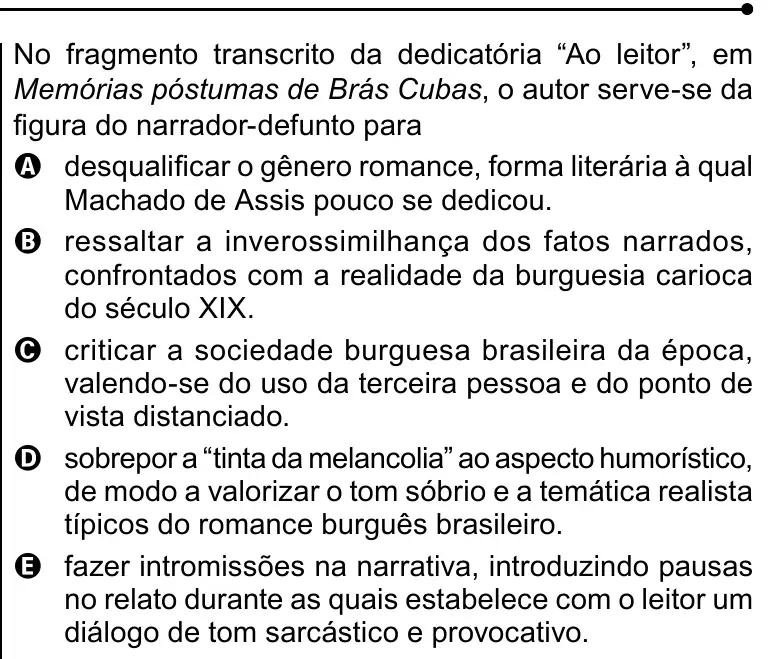 No fragmento transcrito da dedicatória “Ao leitor”, em
Memórias póstumas de Brás Cubas, o autor serve-se da
figura do narrador-defunto para
A desqualificar o gênero romance, forma literária à qual
Machado de Assis pouco se dedicou.
B ressaltar a inverossimilhança dos fatos narrados,
confrontados com a realidade da burguesia carioca
do século XIX.
C criticar a sociedade burguesa brasileira da época,
valendo-se do uso da terceira pessoa e do ponto de
vista distanciado.
D sobrepor a “tinta da melancolia” ao aspecto humorístico,
de modo a valorizar o tom sóbrio e a temática realista
típicos do romance burguês brasileiro.
E fazer intromissões na narrativa, introduzindo pausas
no relato durante as quais estabelece com o leitor um
diálogo de tom sarcástico e provocativo.